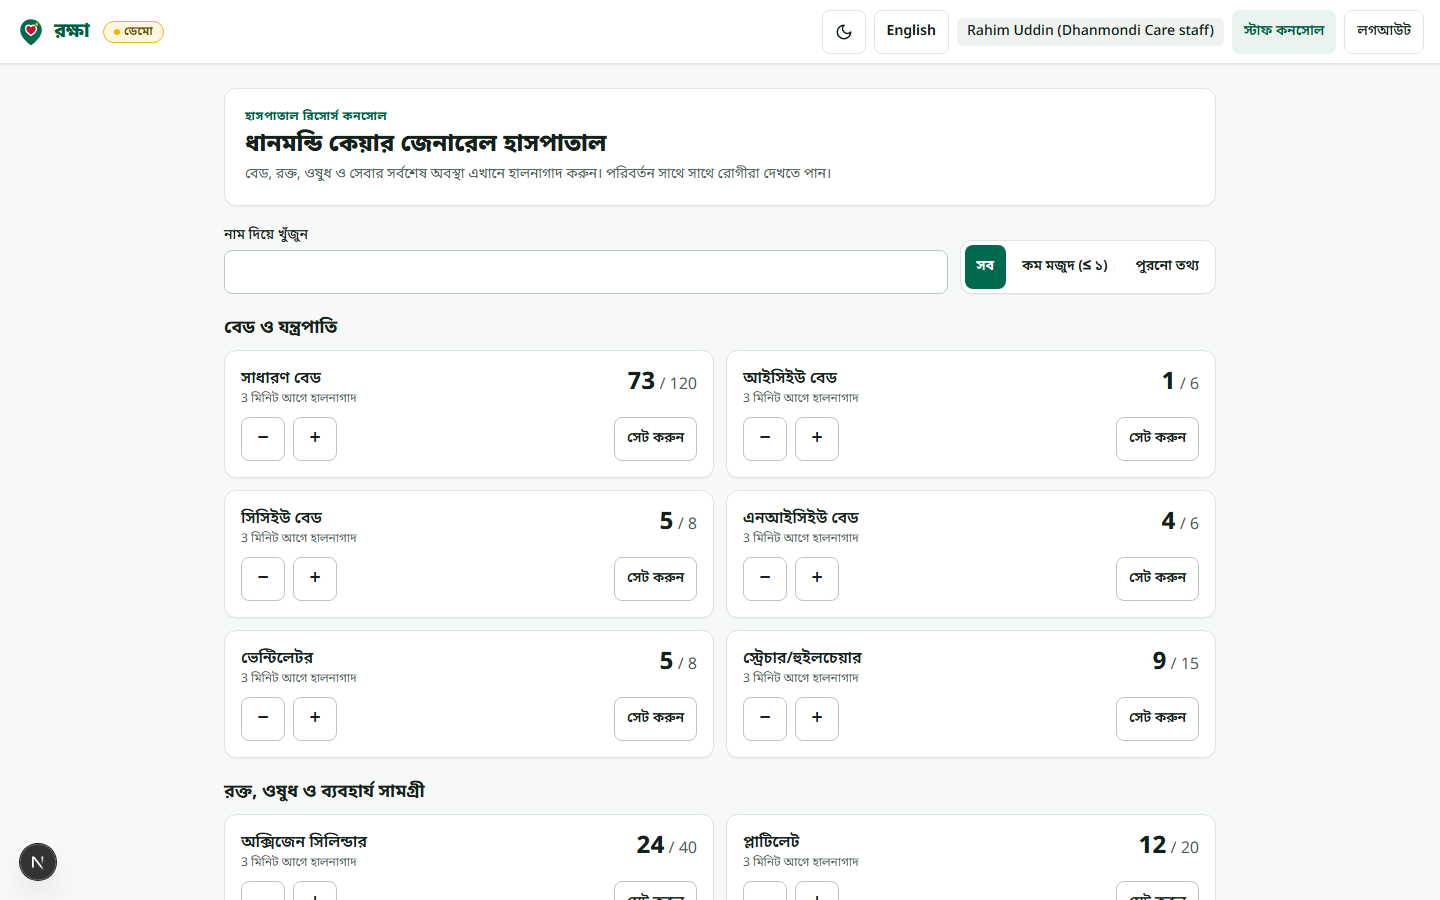 রক্ষা
ডেমো
English
Rahim Uddin (Dhanmondi Care staff)
স্টাফ কনসোল
লগআউট
হাসপাতাল রিসোর্স কনসোল
ধানমন্ডি কেয়ার জেনারেল হাসপাতাল
বেড, রক্ত, ওষুধ ও সেবার সর্বশেষ অবস্থা এখানে হালনাগাদ করুন। পরিবর্তন সাথে সাথে রোগীরা দেখতে পান।
নাম দিয়ে খুঁজুন
সব
কম মজুদ (≤ ১)
পুরনো তথ্য
বেড ও যন্ত্রপাতি
সাধারণ বেড
73 / 120
3 মিনিট আগে হালনাগাদ
− +
সেট করুন
আইসিইউ বেড
1 / 6
3 মিনিট আগে হালনাগাদ
− +
সেট করুন
সিসিইউ বেড
5 / 8
3 মিনিট আগে হালনাগাদ
− +
সেট করুন
এনআইসিইউ বেড
4 / 6
3 মিনিট আগে হালনাগাদ
− +
সেট করুন
ভেন্টিলেটর
5 / 8
3 মিনিট আগে হালনাগাদ
− +
সেট করুন
স্ট্রেচার/হুইলচেয়ার
9 / 15
3 মিনিট আগে হালনাগাদ
− +
সেট করুন
রক্ত, ওষুধ ও ব্যবহার্য সামগ্রী
অক্সিজেন সিলিন্ডার
24 / 40
3 মিনিট আগে হালনাগাদ
প্লাটিলেট
12 / 20
3 মিনিট আগে হালনাগাদ
N